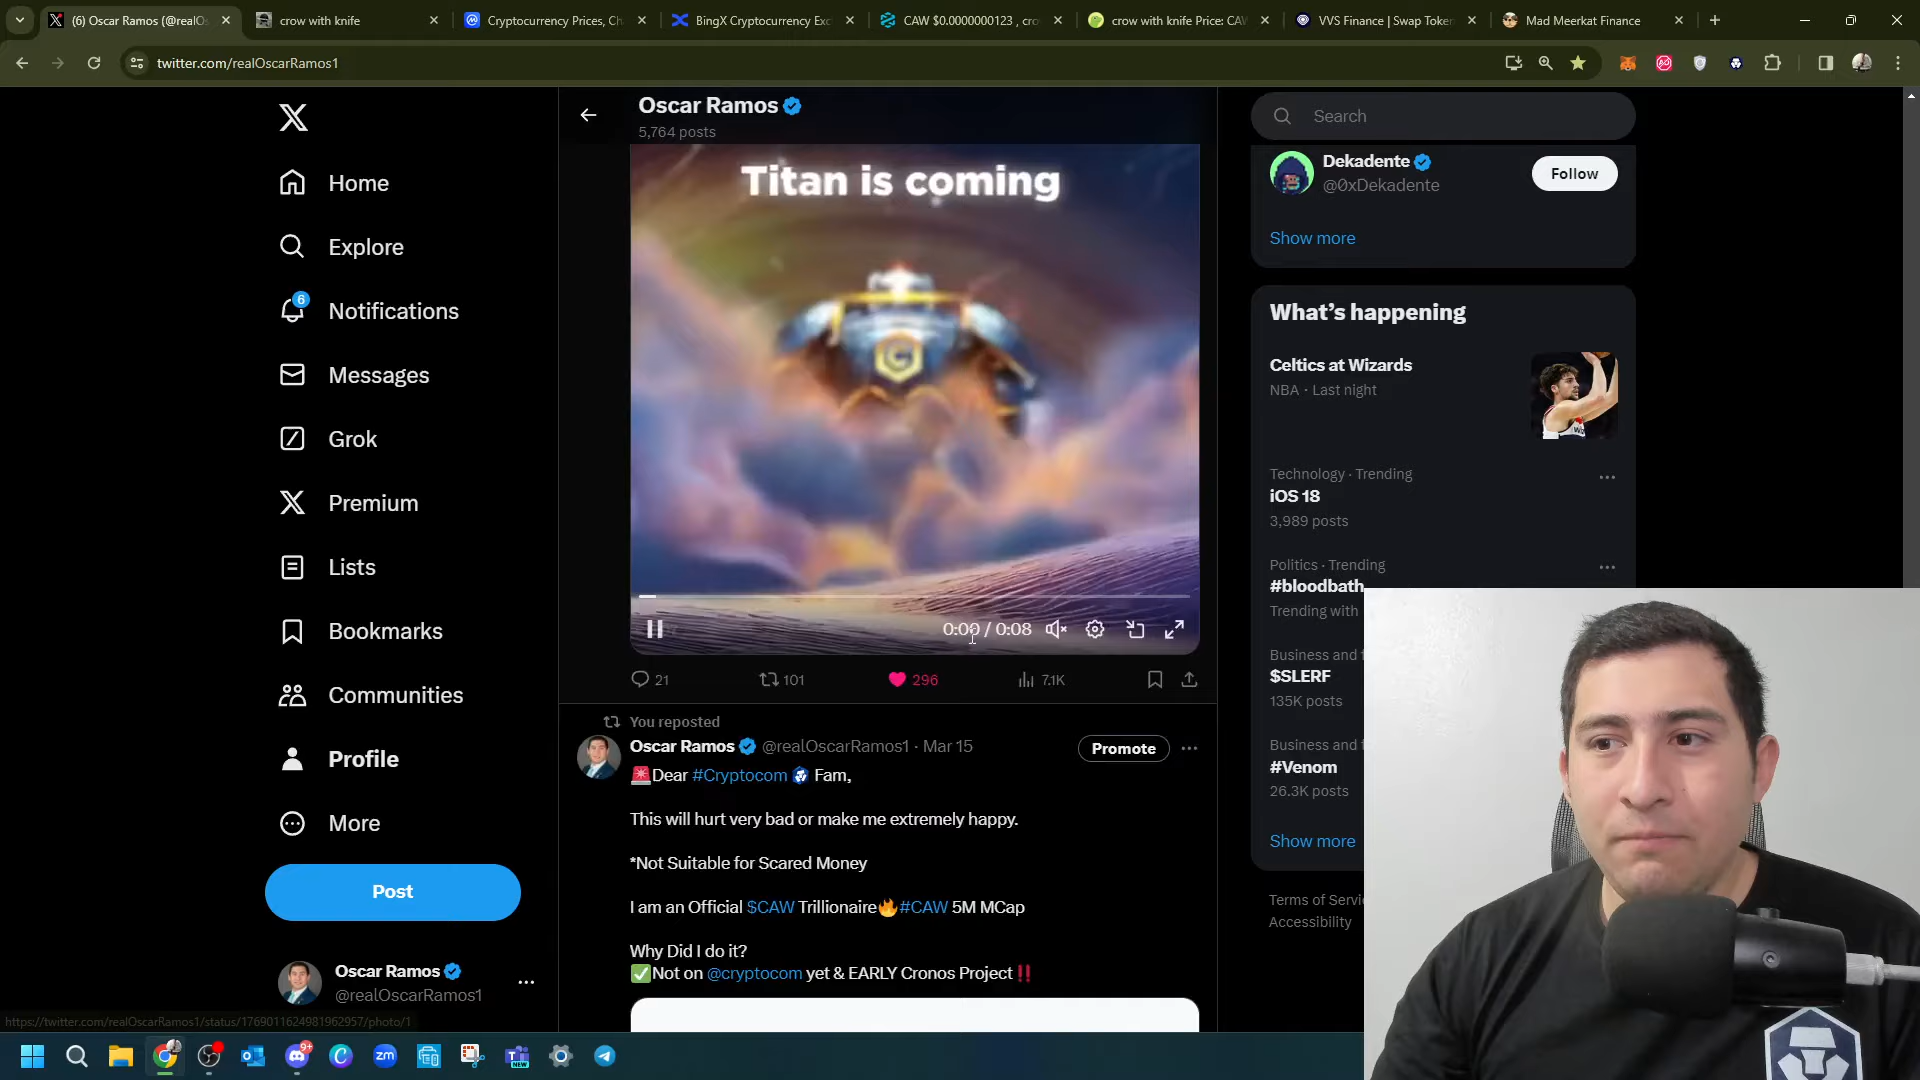 (6) Oscar Ramos (@realOs
crow with knife
Cryptocurrency Prices, Ch
BingX Cryptocurrency Exc
CAW $0.0000000123 , cro
crow with knife Price: CAW
VVS Finance | Swap Token
Mad Meerkat Finance
twitter.com/realOscarRamos1
Oscar Ramos
5,764 posts
Search
Titan is coming
Dekadente
@0xDekadente
Follow
Show more
Home
Explore
6
Notifications
Messages
Grok
Premium
Lists
Bookmarks
Communities
Profile
More
Post
Oscar Ramos
@realOscarRamos1
What's happening
Celtics at Wizards
NBA · Last night
Technology · Trending
iOS 18
3,989 posts
Politics · Trending
#bloodbath
Trending with
Business and f
$SLERF
135K posts
Business and f
#Venom
26.3K posts
Show more
Terms of Servi
Accessibility
0:00 / 0:08
21
101
296
7.1K
You reposted
Oscar Ramos @realOscarRamos1 · Mar 15
Promote
🚨Dear #Cryptocom Fam,
This will hurt very bad or make me extremely happy.
*Not Suitable for Scared Money
I am an Official $CAW Trillionaire🔥#CAW 5M MCap
Why Did I do it?
✅Not on @cryptocom yet & EARLY Cronos Project‼️
https://twitter.com/realOscarRamos1/status/1769011624981962957/photo/1
9+
zm
NEW